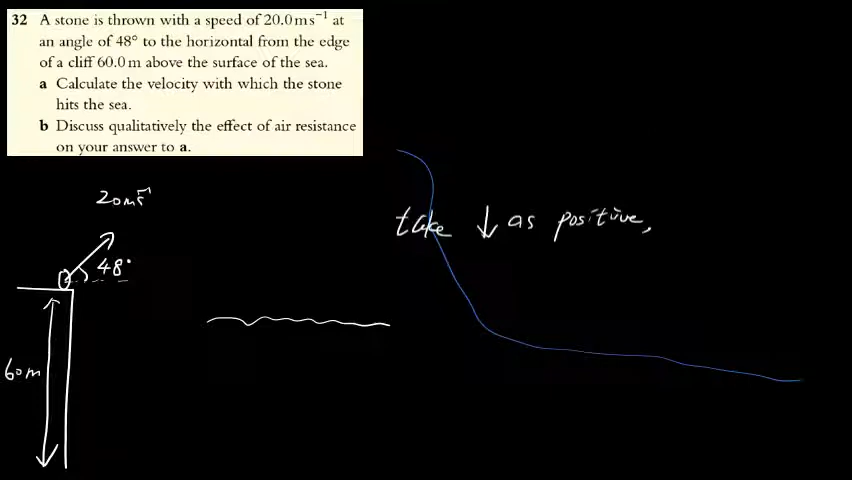 32 A stone is thrown with a speed of 20.0 m s⁻¹ at
an angle of 48° to the horizontal from the edge
of a cliff 60.0 m above the surface of the sea.
a Calculate the velocity with which the stone
hits the sea.
b Discuss qualitatively the effect of air resistance
on your answer to a.
20ms⁻¹
take ↓ as positive,
48°
60m